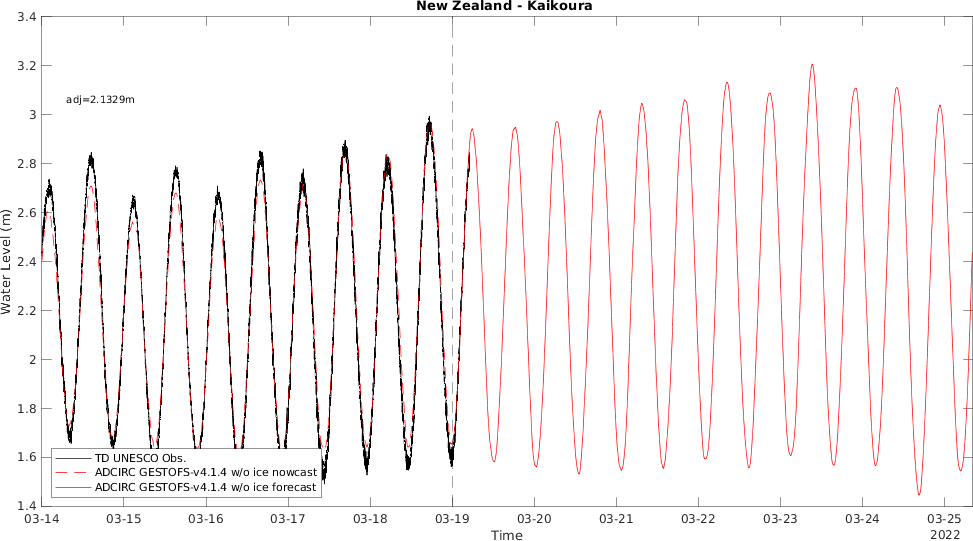 New Zealand - Kaikoura
3.4
3.2
3
2.8
2.6
2.4
2.2
2
1.8
1.6
1.4
Water Level (m)
adj=2.1329m
TD UNESCO Obs.
ADCIRC GESTOFS-v4.1.4 w/o ice nowcast
ADCIRC GESTOFS-v4.1.4 w/o ice forecast
03-14 03-15 03-16 03-17 03-18 03-19 03-20 03-21 03-22 03-23 03-24 03-25
Time
2022